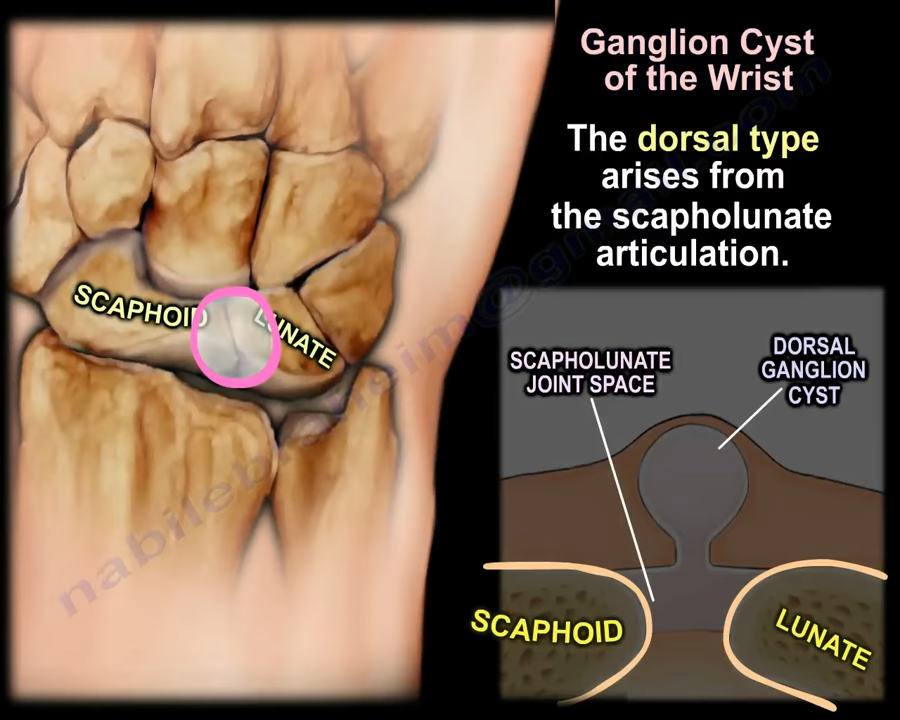 Ganglion Cyst
of the Wrist
The dorsal type
arises from
the scapholunate
articulation.
SCAPHOID
LUNATE
SCAPHOLUNATE
JOINT SPACE
DORSAL
GANGLION
CYST
SCAPHOID
LUNATE